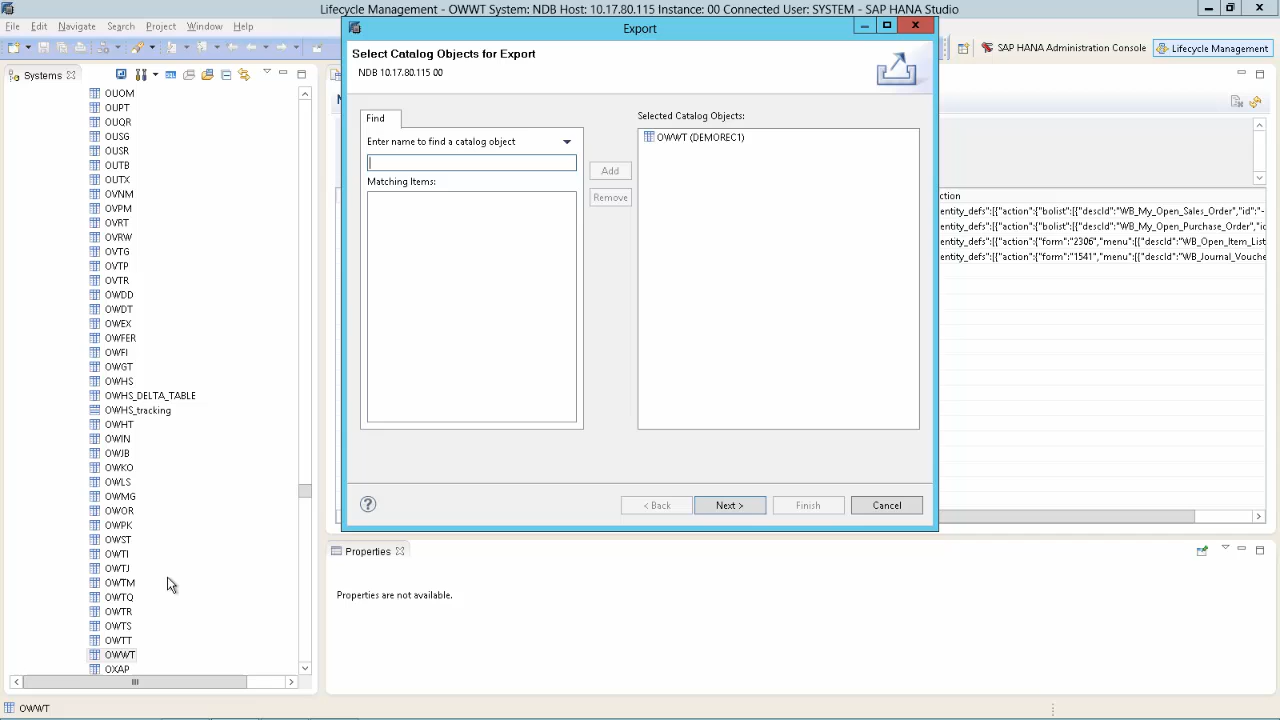 Lifecycle Management - OWWT System: NDB Host: 10.17.80.115 Instance: 00 Connected User: SYSTEM - SAP HANA Studio
File Edit Navigate Search Project Window Help
SAP HANA Administration Console
Lifecycle Management
Systems
OUOM
OUPT
OUQR
OUSG
OUSR
OUTB
OUTX
OVNM
OVPM
OVRT
OVRW
OVTG
OVTP
OVTR
OWDD
OWDT
OWEX
OWFER
OWFI
OWGT
OWHS
OWHS_DELTA_TABLE
OWHS_tracking
OWHT
OWIN
OWJB
OWKO
OWLS
OWMG
OWOR
OWPK
OWST
OWTI
OWTJ
OWTM
OWTQ
OWTR
OWTS
OWTT
OWWT
OXAP
Export
Select Catalog Objects for Export
NDB 10.17.80.115 00
Find
Enter name to find a catalog object
Matching Items:
Add
Remove
Selected Catalog Objects:
OWWT (DEMOREC1)
< Back
Next >
Finish
Cancel
ction
entity_defs":[{"action":{"bolist":[{"descId":"WB_My_Open_Sales_Order","id":"-
entity_defs":[{"action":{"bolist":[{"descId":"WB_My_Open_Purchase_Order","id
entity_defs":[{"action":{"form":"2306","menu":[{"descId":"WB_Open_Item_List
entity_defs":[{"action":{"form":"1541","menu":[{"descId":"WB_Journal_Vouche
Properties
Properties are not available.
OWWT